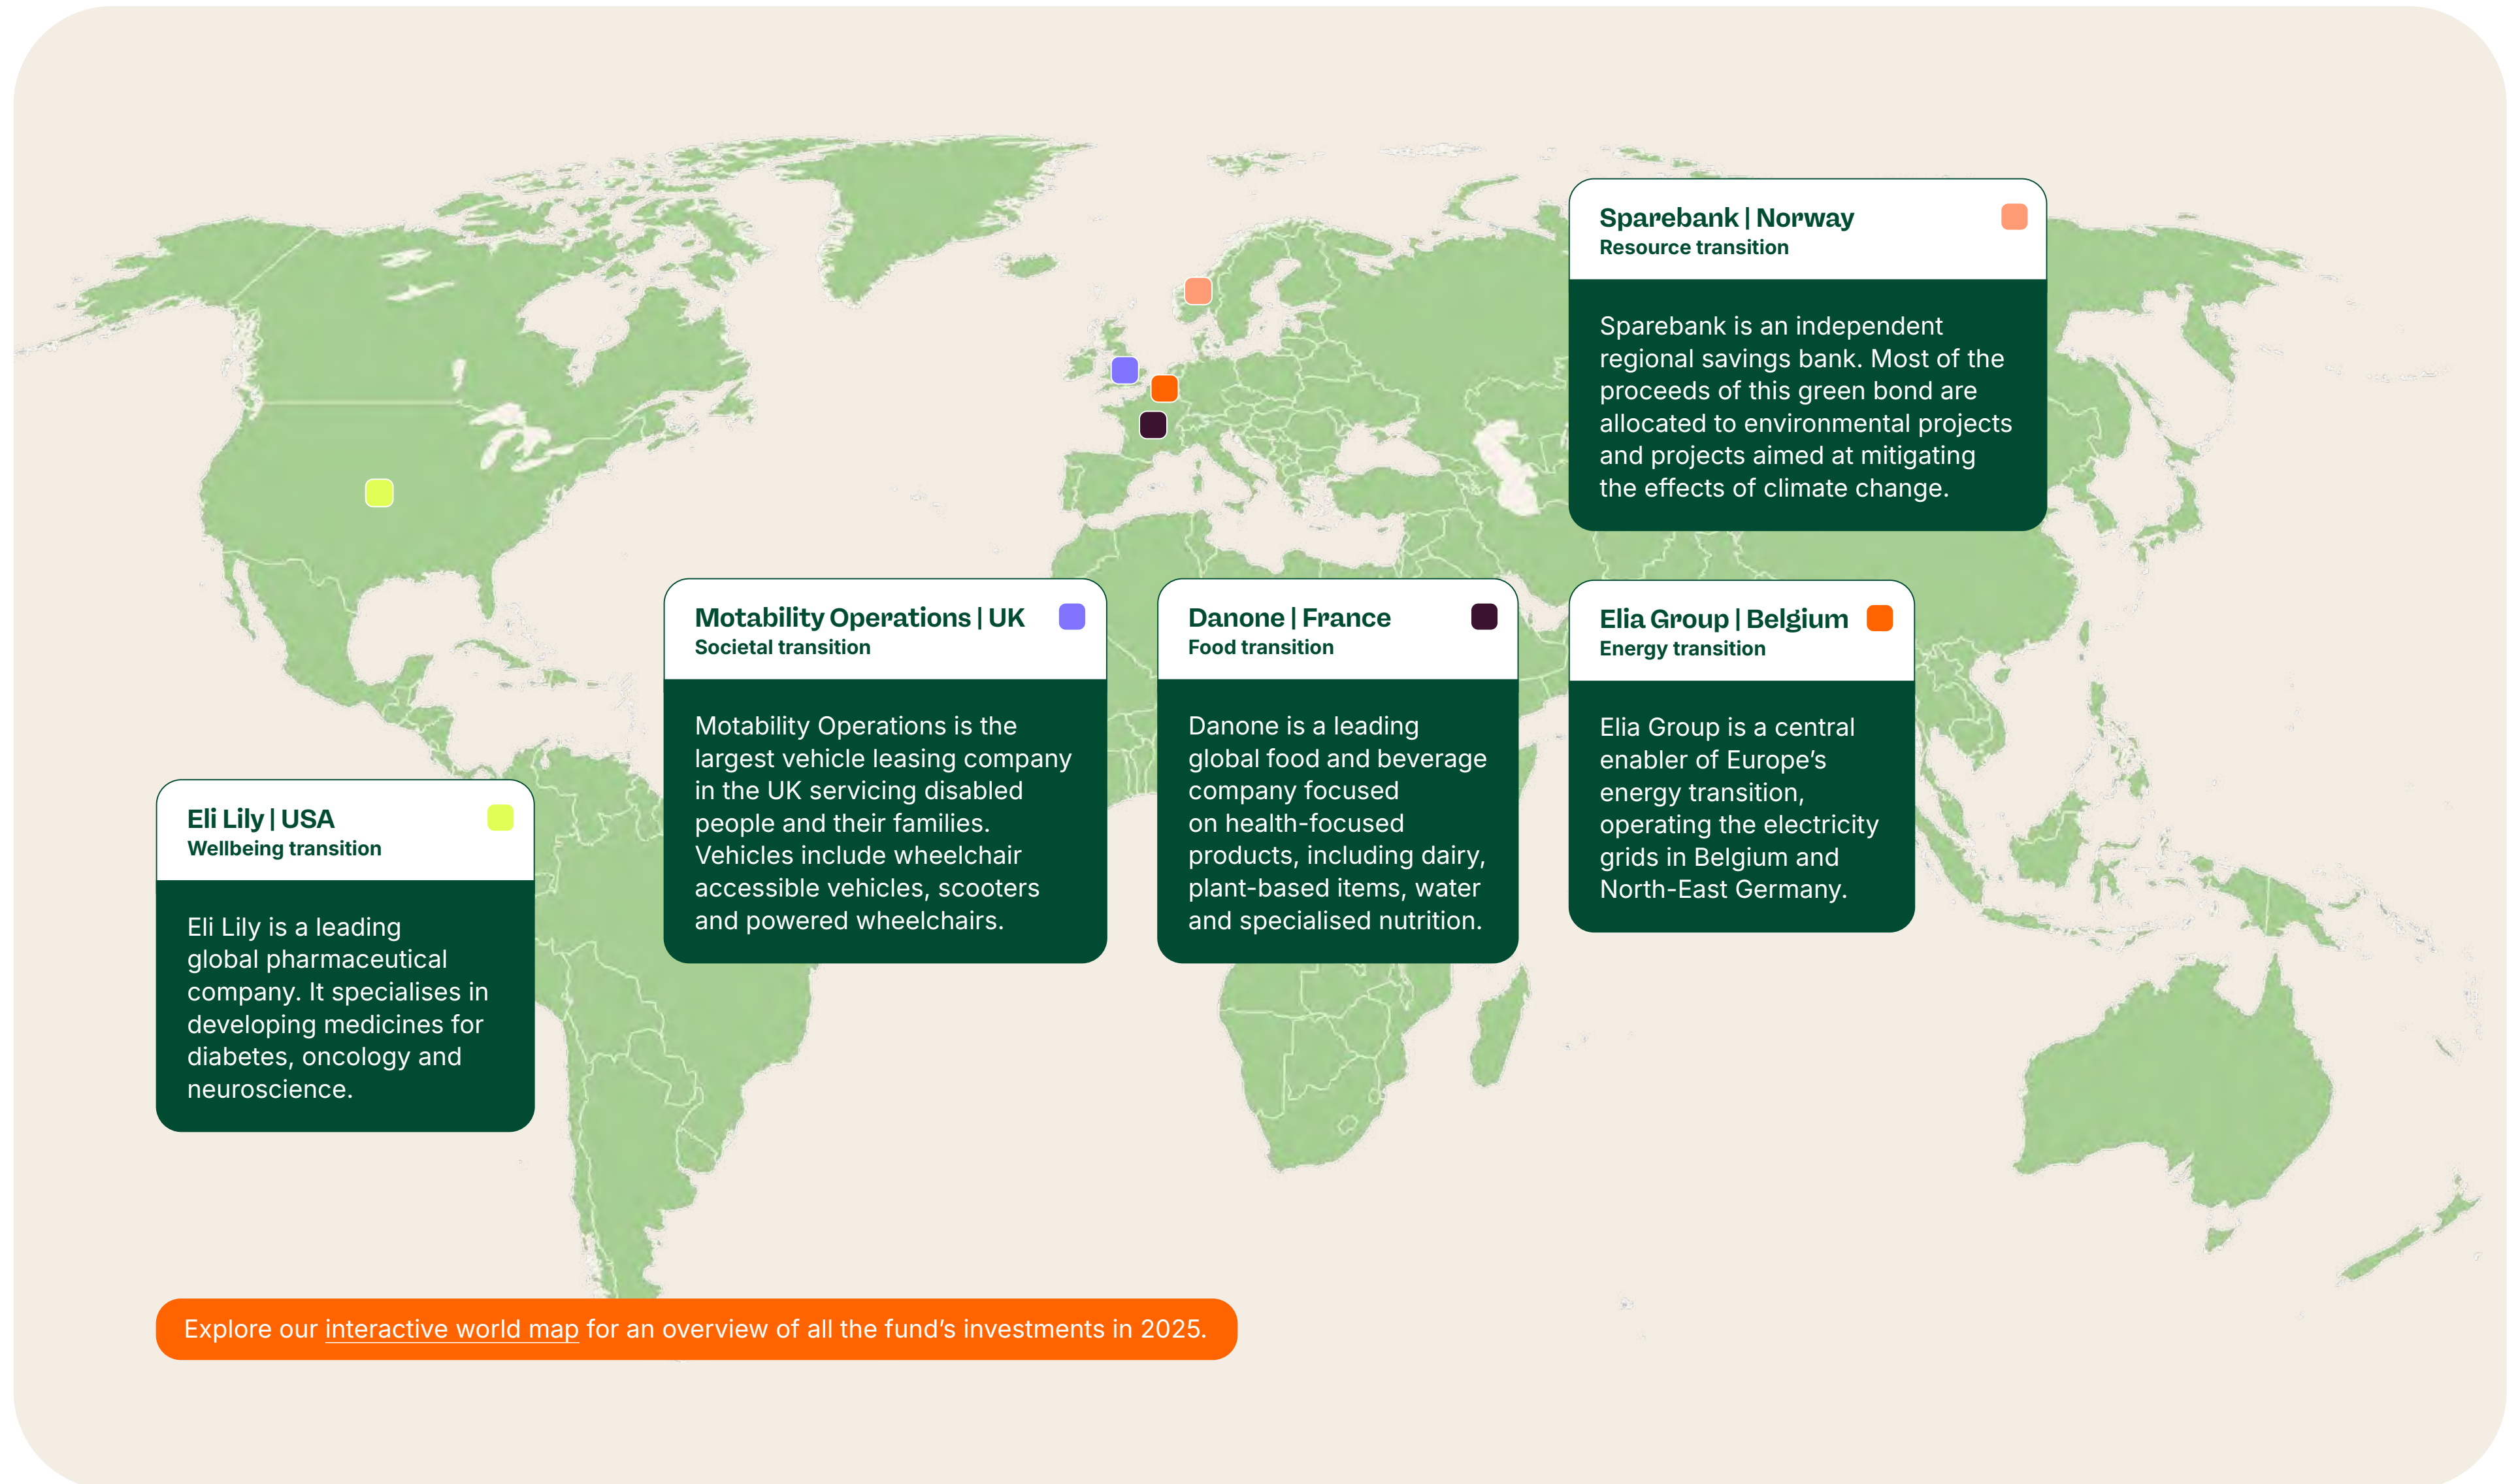 Sparebank | Norway
Resource transition
Sparebank is an independent
regional savings bank. Most of the
proceeds of this green bond are
allocated to environmental projects
and projects aimed at mitigating
the effects of climate change.
Motability Operations | UK
Societal transition
Motability Operations is the
largest vehicle leasing company
in the UK servicing disabled
people and their families.
Vehicles include wheelchair
accessible vehicles, scooters
and powered wheelchairs.
Danone | France
Food transition
Danone is a leading
global food and beverage
company focused
on health-focused
products, including dairy,
plant-based items, water
and specialised nutrition.
Elia Group | Belgium
Energy transition
Elia Group is a central
enabler of Europe’s
energy transition,
operating the electricity
grids in Belgium and
North-East Germany.
Eli Lily | USA
Wellbeing transition
Eli Lily is a leading
global pharmaceutical
company. It specialises in
developing medicines for
diabetes, oncology and
neuroscience.
Explore our interactive world map for an overview of all the fund’s investments in 2025.